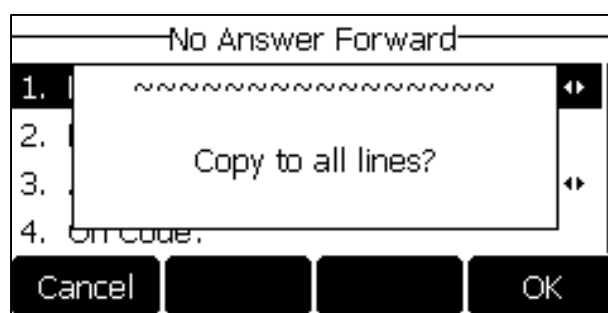 No Answer Forward
1.
~~~~~~~~~~~~~~~~
2.
Copy to all lines?
3.
4. On Code:
Cancel OK